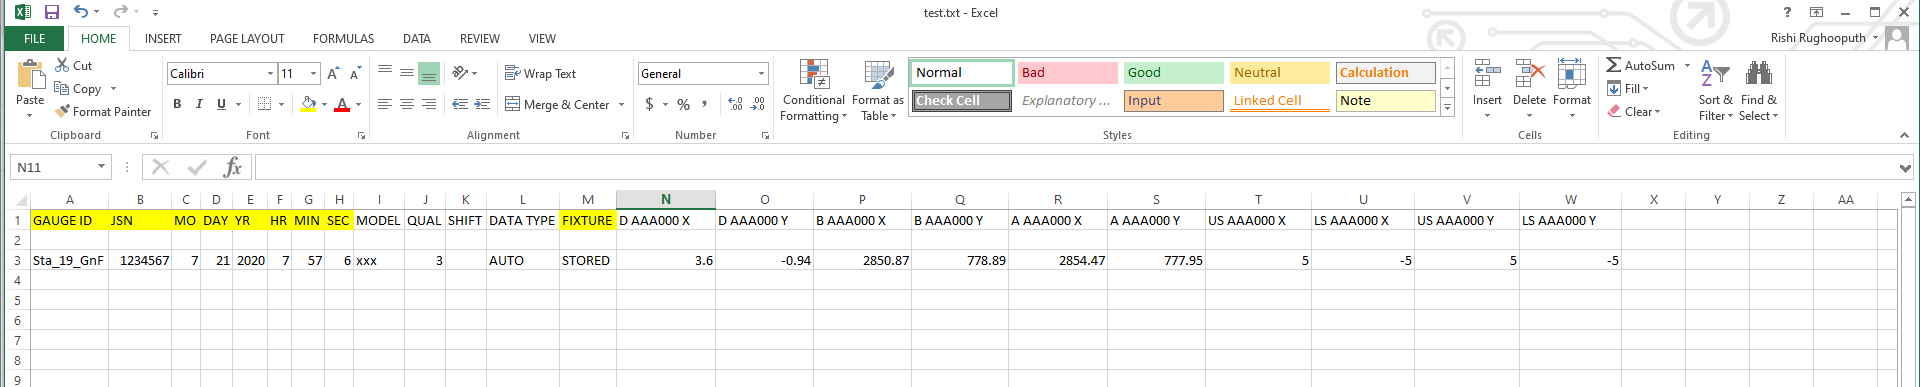 test.txt - Excel
FILE HOME INSERT PAGE LAYOUT FORMULAS DATA REVIEW VIEW Rishi Rughooputh
Paste Cut Copy Format Painter Clipboard
Calibri 11 B I U A Font
Wrap Text Merge & Center Alignment
General $ % , Number
Conditional Formatting Format as Table
Normal Bad Good Neutral Calculation
Check Cell Explanatory ... Input Linked Cell Note
Styles
Insert Delete Format Cells
AutoSum Fill Clear Sort & Filter Find & Select Editing
N11 fx
A B C D E F G H I J K L M N O P Q R S T U V W X Y Z AA
1 GAUGE ID JSN MO DAY YR HR MIN SEC MODEL QUAL SHIFT DATA TYPE FIXTURE D AAA000 X D AAA000 Y B AAA000 X B AAA000 Y A AAA000 X A AAA000 Y US AAA000 X LS AAA000 X US AAA000 Y LS AAA000 Y
2
3 Sta_19_GnF 1234567 7 21 2020 7 57 6 xxx 3 AUTO STORED 3.6 -0.94 2850.87 778.89 2854.47 777.95 5 -5 5 -5
4
5
6
7
8
9